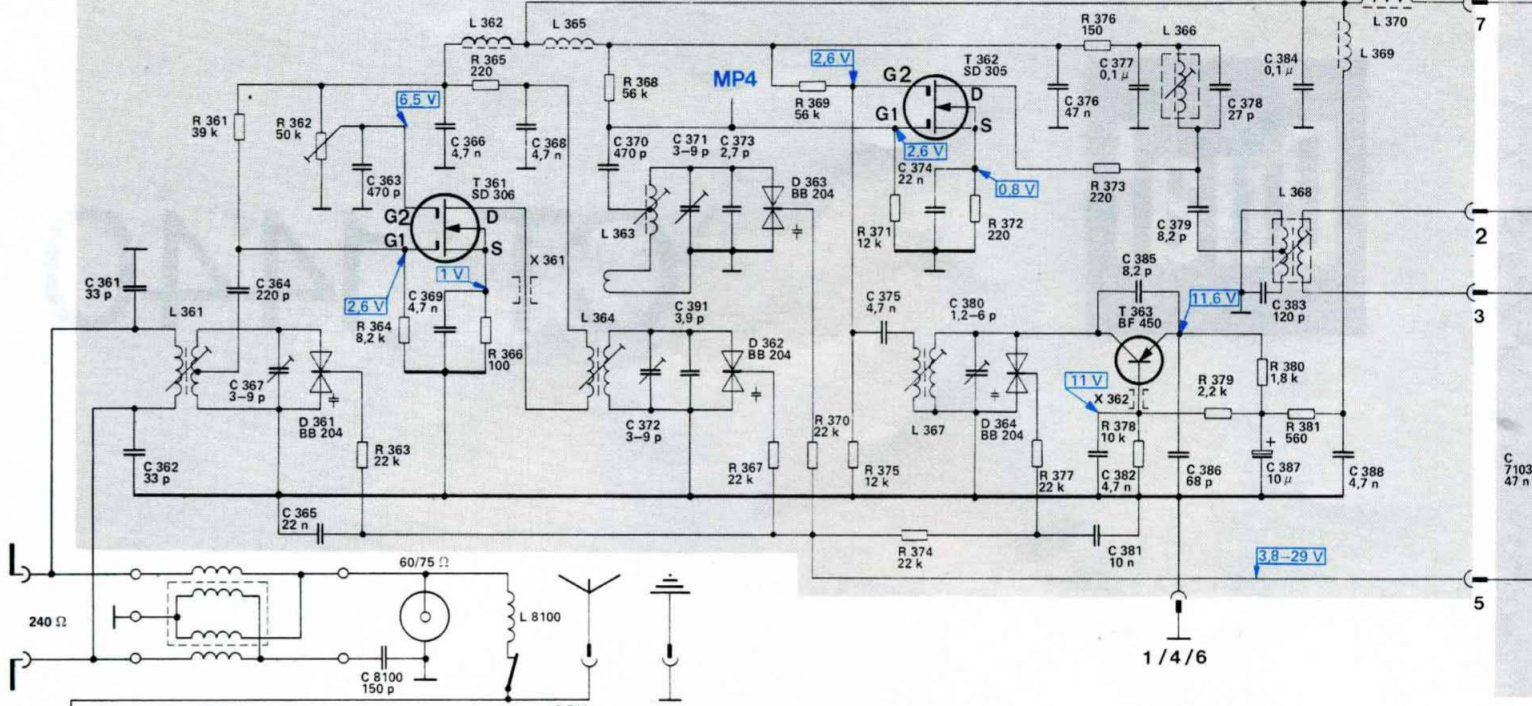 L 362
L 365
R 376
150
L 366
L 370
7
L 369
R 365
220
2,6 V
T 362
SD 305
R 368
56 k
MP4
G2
D
G1
S
C 377
0,1 µ
C 384
0,1 µ
6,5 V
R 369
56 k
C 376
47 n
C 378
27 p
R 361
39 k
R 362
50 k
C 366
4,7 n
C 368
4,7 n
C 370
470 p
C 371
3–9 p
C 373
2,7 p
2,6 V
C 363
470 p
T 361
SD 306
C 374
22 n
D 363
BB 204
0,8 V
R 373
220
L 368
G2
D
G1
S
L 363
R 371
12 k
R 372
220
C 379
8,2 p
2
X 361
C 361
33 p
C 364
220 p
1 V
C 385
8,2 p
2,6 V
C 369
4,7 n
C 391
3,9 p
C 375
4,7 n
C 380
1,2–6 p
T 363
BF 450
11,6 V
C 383
120 p
3
L 361
R 364
8,2 k
L 364
R 366
100
D 362
BB 204
C 367
3–9 p
11 V
X 362
R 379
2,2 k
R 380
1,8 k
D 361
BB 204
C 372
3–9 p
R 370
22 k
L 367
D 364
BB 204
R 378
10 k
R 381
560
C 362
33 p
R 363
22 k
R 367
22 k
R 375
12 k
R 377
22 k
C 382
4,7 n
C 386
68 p
C 387
10 µ
C 388
4,7 n
C
7103
47 n
C 365
22 n
R 374
22 k
C 381
10 n
3,8–29 V
60/75 Ω
5
240 Ω
L 8100
1/4/6
C 8100
150 p